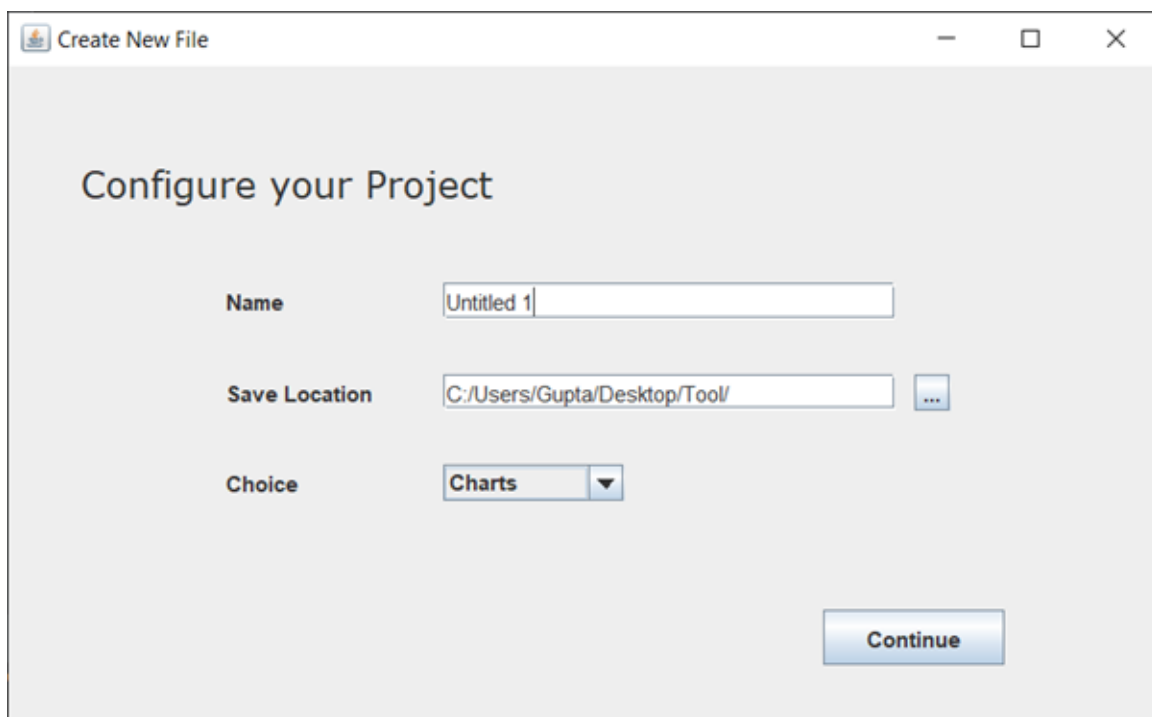 Create New File
Configure your Project
Name Untitled 1
Save Location C:/Users/Gupta/Desktop/Tool/ ...
Choice Charts
Continue